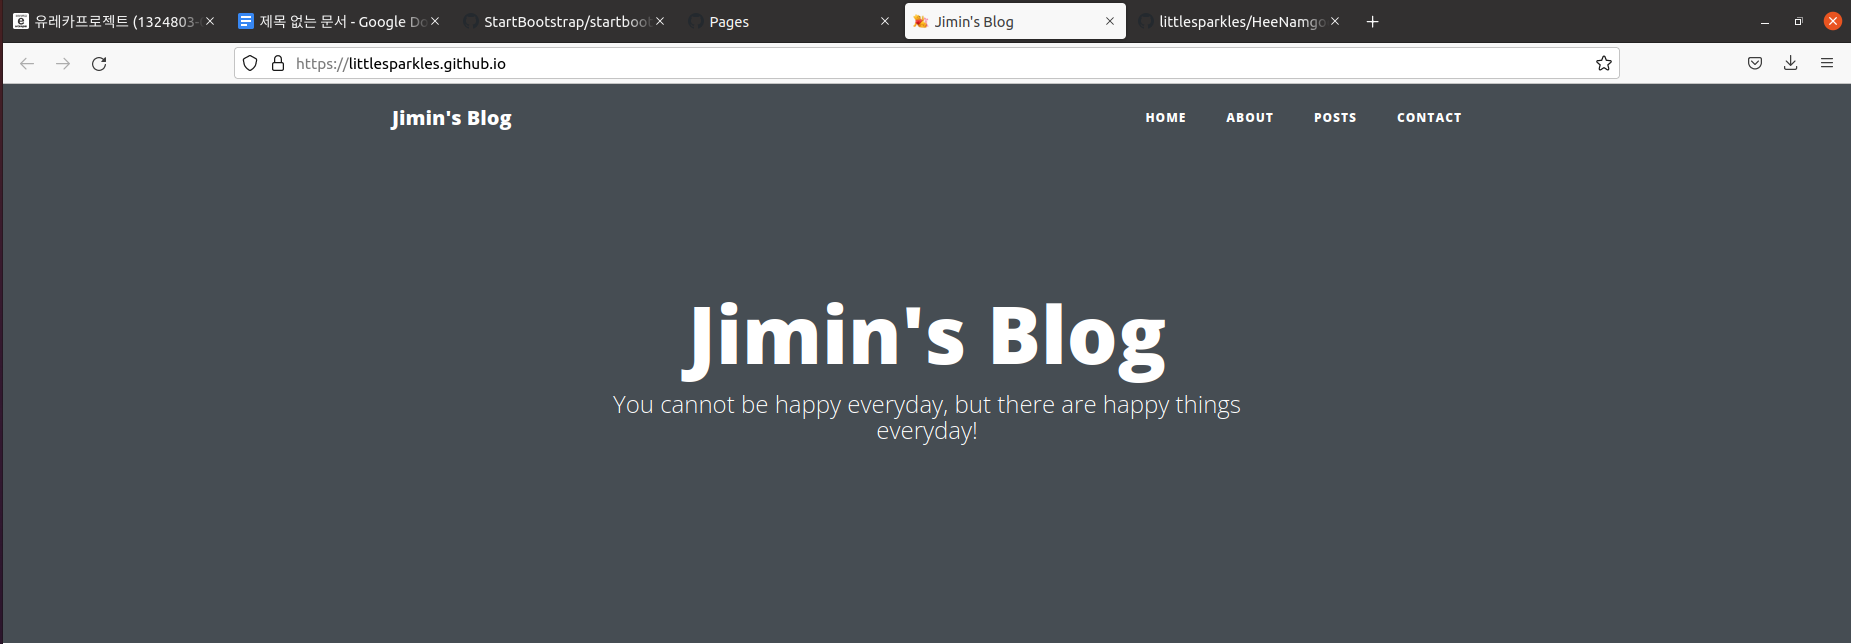 유레카프로젝트 (1324803-
제목 없는 문서 - Google Do
StartBootstrap/startboot
Pages
Jimin's Blog
littlesparkles/HeeNamgo
https://littlesparkles.github.io
Jimin's Blog
HOME
ABOUT
POSTS
CONTACT
Jimin's Blog
You cannot be happy everyday, but there are happy things
everyday!